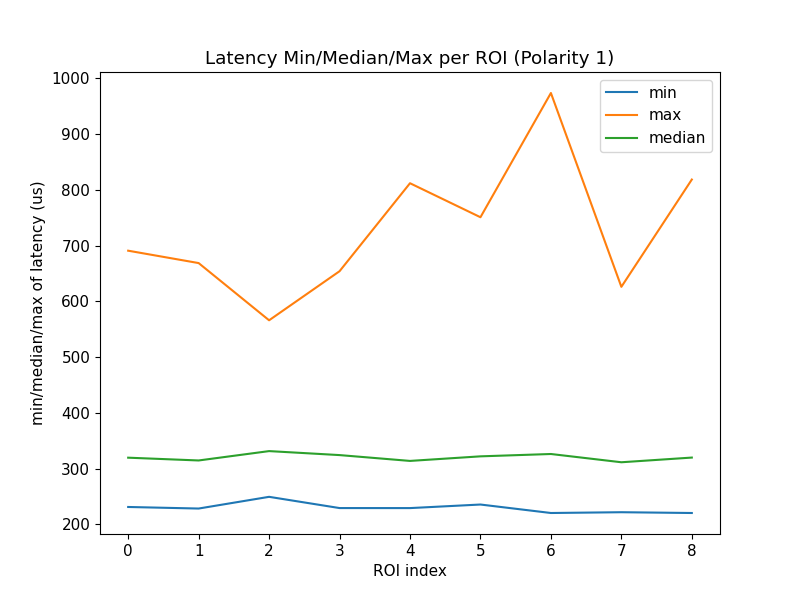 Latency Min/Median/Max per ROI (Polarity 1)
min
max
median
min/median/max of latency (us)
1000
900
800
700
600
500
400
300
200
0 1 2 3 4 5 6 7 8
ROI index